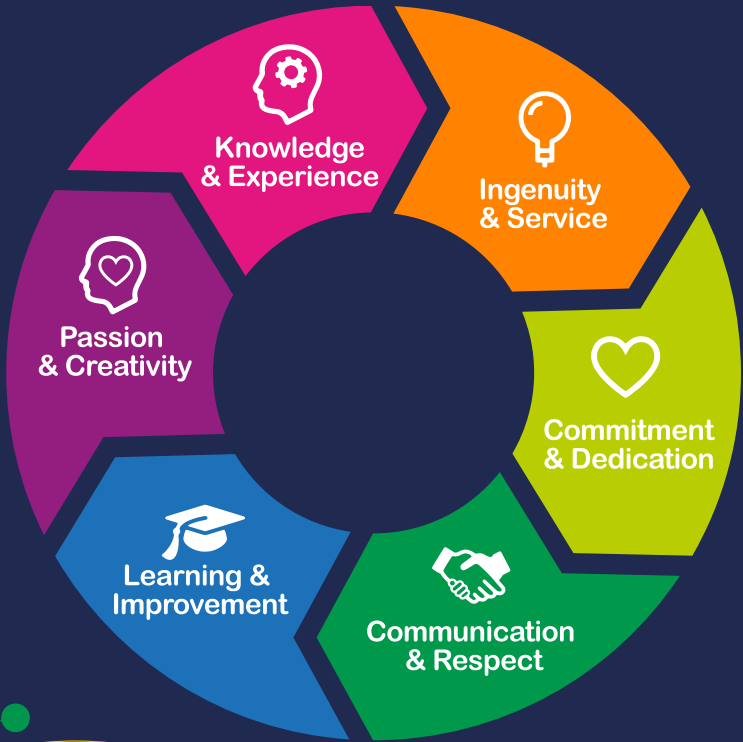 Knowledge
& Experience
Ingenuity
& Service
Commitment
& Dedication
Communication
& Respect
Learning &
Improvement
Passion
& Creativity